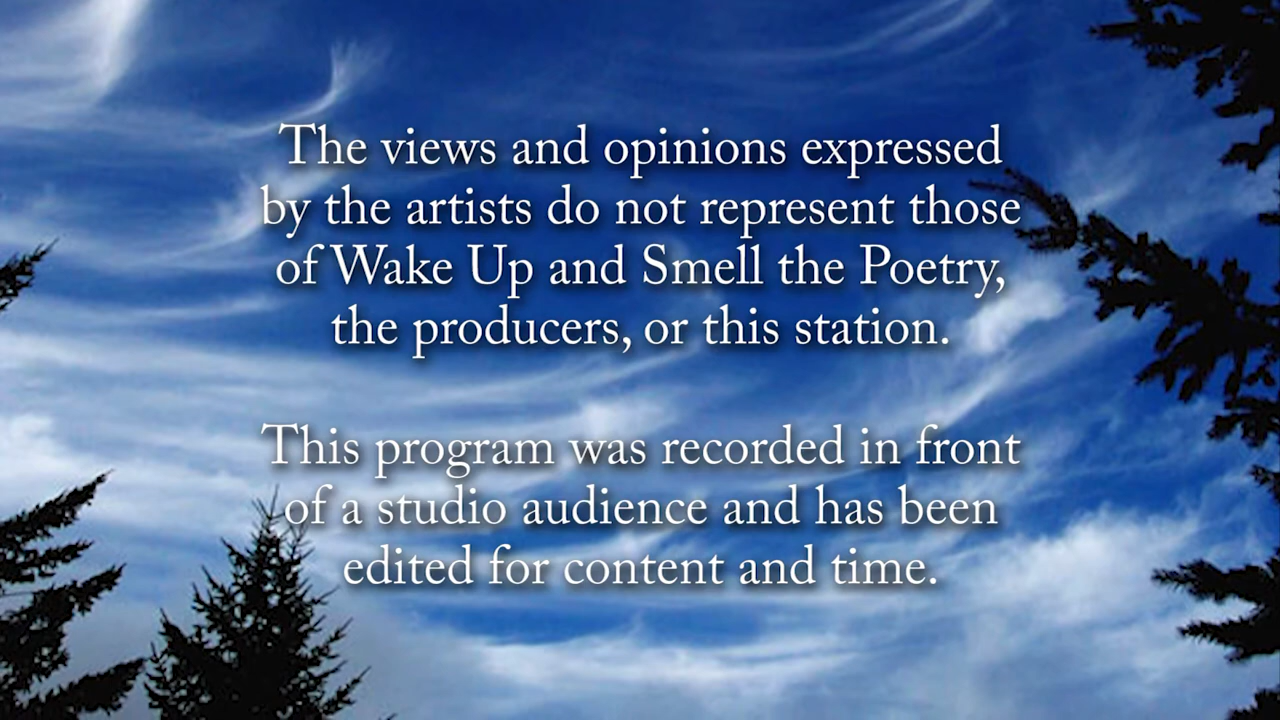 The views and opinions expressed
by the artists do not represent those
of Wake Up and Smell the Poetry,
the producers, or this station.
This program was recorded in front
of a studio audience and has been
edited for content and time.